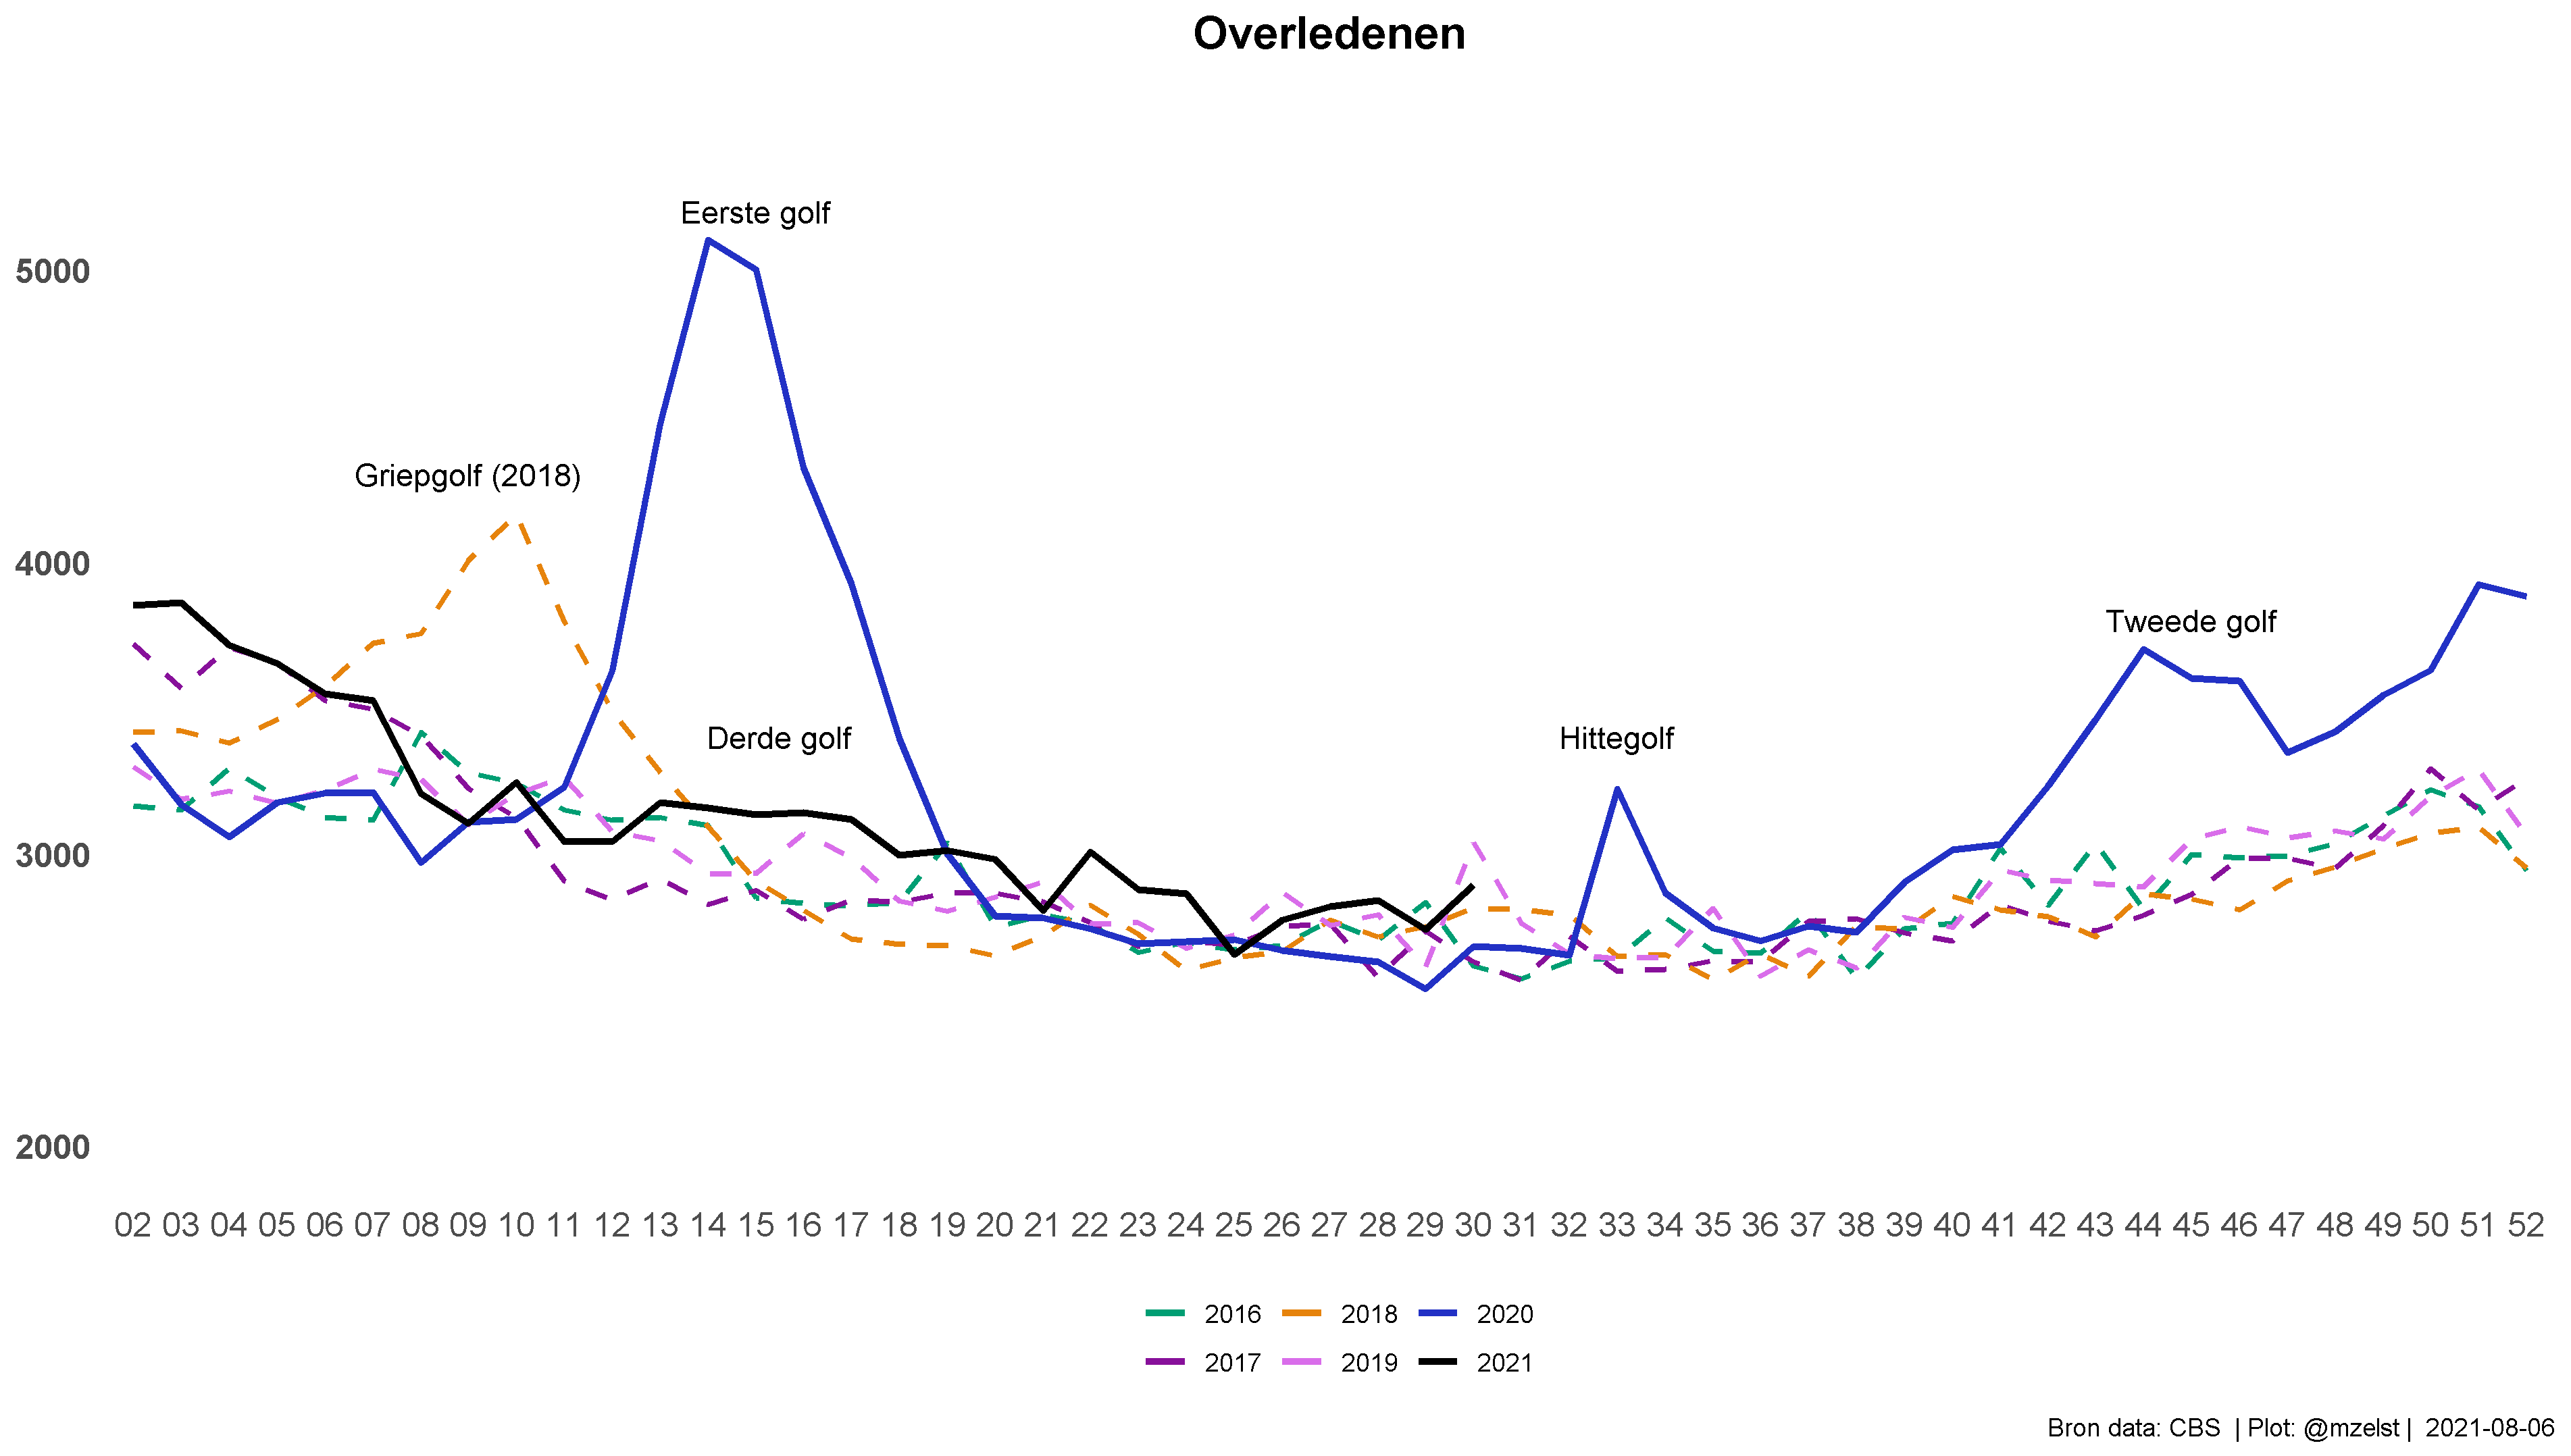 Overledenen
Eerste golf
5000
Griepgolf (2018)
4000
Tweede golf
Derde golf
Hittegolf
3000
2000
02 03 04 05 06 07 08 09 10 11 12 13 14 15 16 17 18 19 20 21 22 23 24 25 26 27 28 29 30 31 32 33 34 35 36 37 38 39 40 41 42 43 44 45 46 47 48 49 50 51 52
2016 2018 2020
2017 2019 2021
Bron data: CBS | Plot: @mzelst | 2021-08-06